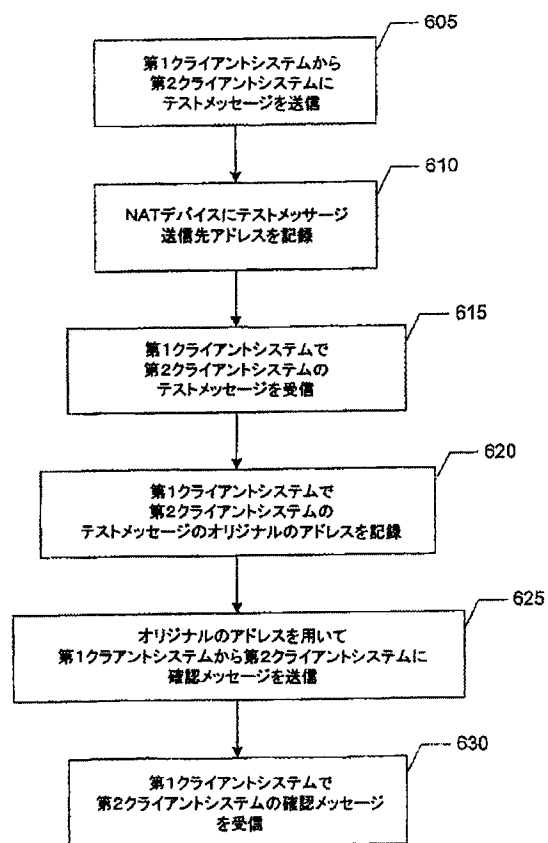 605
第1クライアントシステムから
第2クライアントシステムに
テストメッセージを送信
610
NATデバイスにテストメッサージ
送信先アドレスを記録
615
第1クライアントシステムで
第2クライアントシステムの
テストメッセージを受信
620
第1クライアントシステムで
第2クライアントシステムの
テストメッセージのオリジナルのアドレスを記録
625
オリジナルのアドレスを用いて
第1クラアントシステムから第2クライアントシステムに
確認メッセージを送信
630
第1クライアントシステムで
第2クライアントシステムの確認メッセージ
を受信